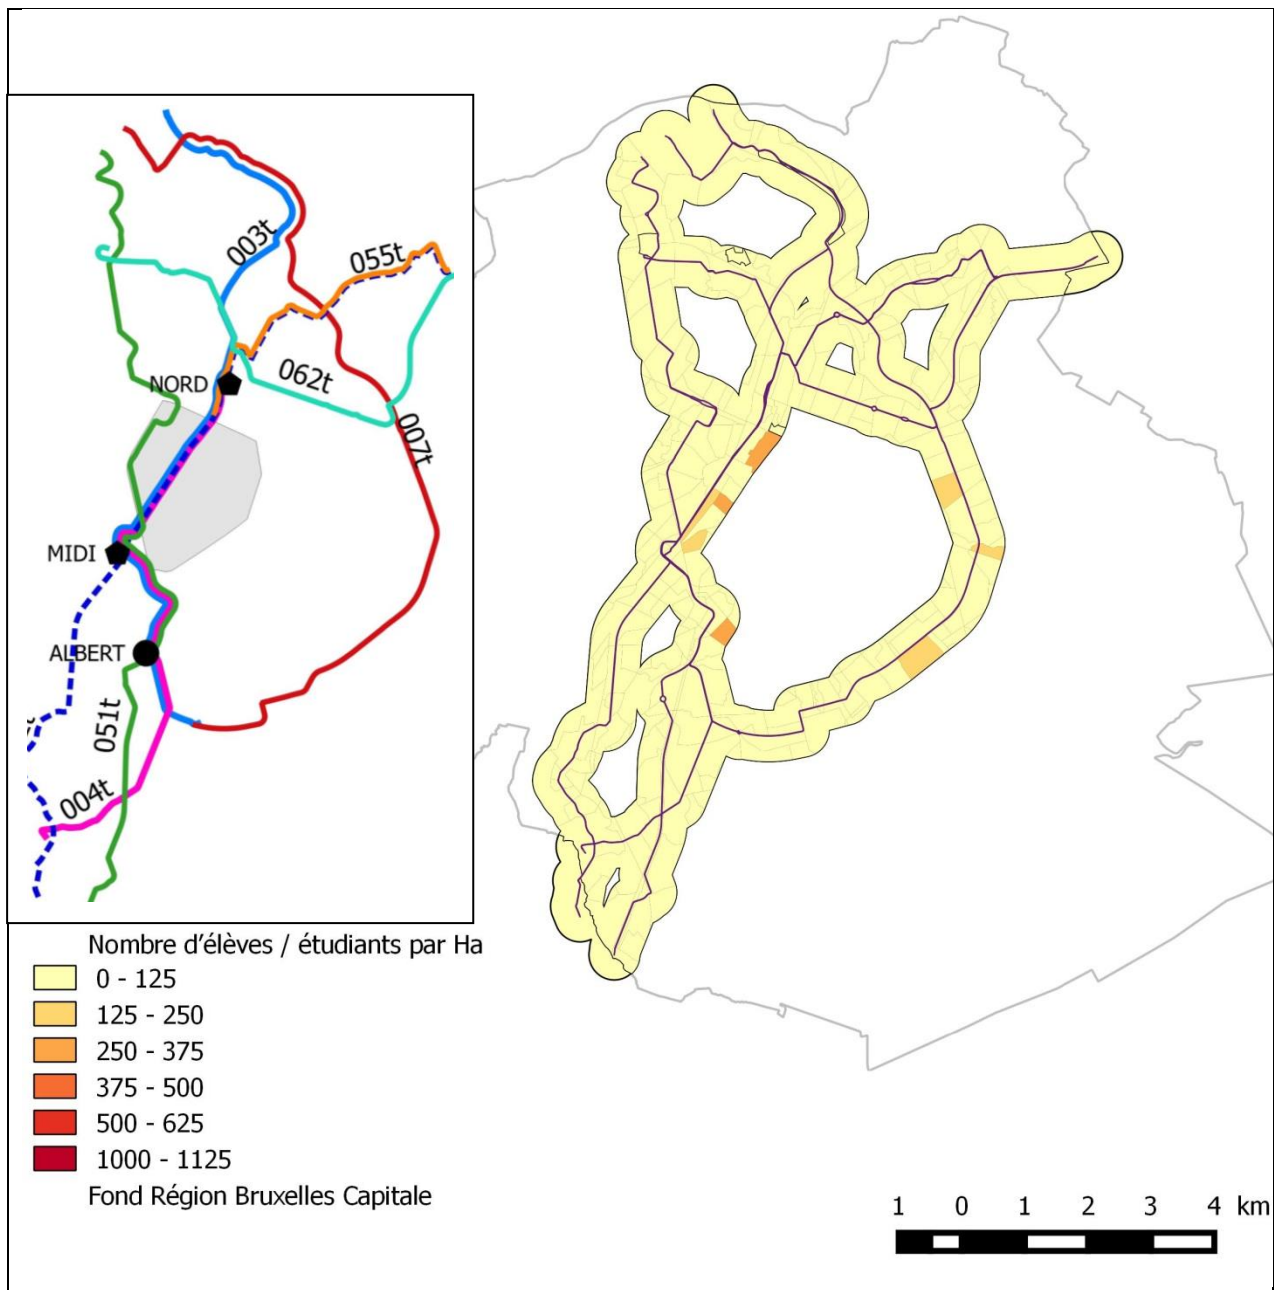 003t
055t
062t
NORD
007t
MIDI
ALBERT
051t
004t
Nombre d'élèves / étudiants par Ha
0 - 125
125 - 250
250 - 375
375 - 500
500 - 625
1000 - 1125
Fond Région Bruxelles Capitale
1 0 1 2 3 4 km